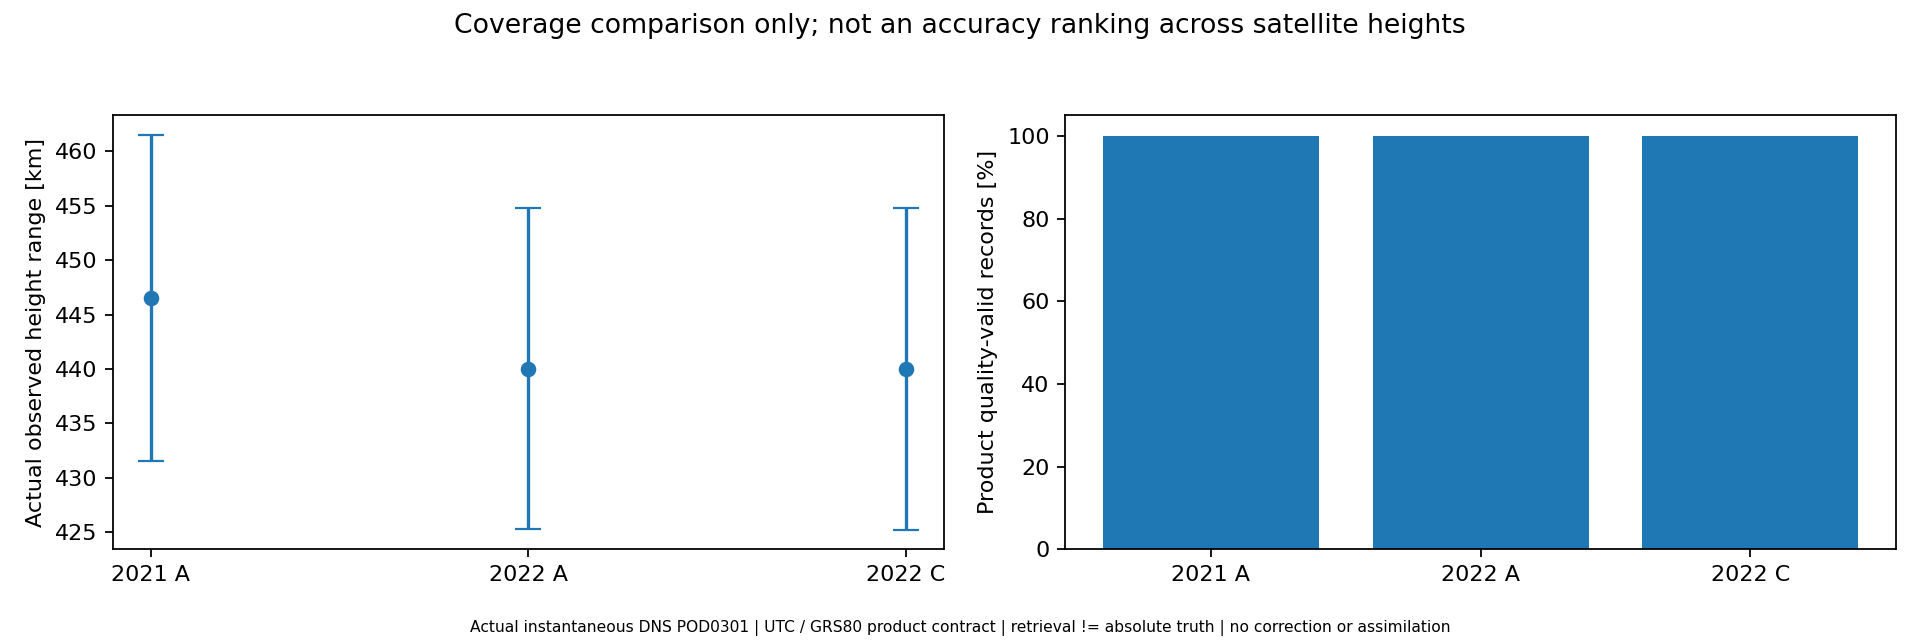 Coverage comparison only; not an accuracy ranking across satellite heights
Actual observed height range [km]
460
455
450
445
440
435
430
425
2021 A
2022 A
2022 C
Product quality-valid records [%]
100
80
60
40
20
0
2021 A
2022 A
2022 C
Actual instantaneous DNS POD0301 | UTC / GRS80 product contract | retrieval != absolute truth | no correction or assimilation